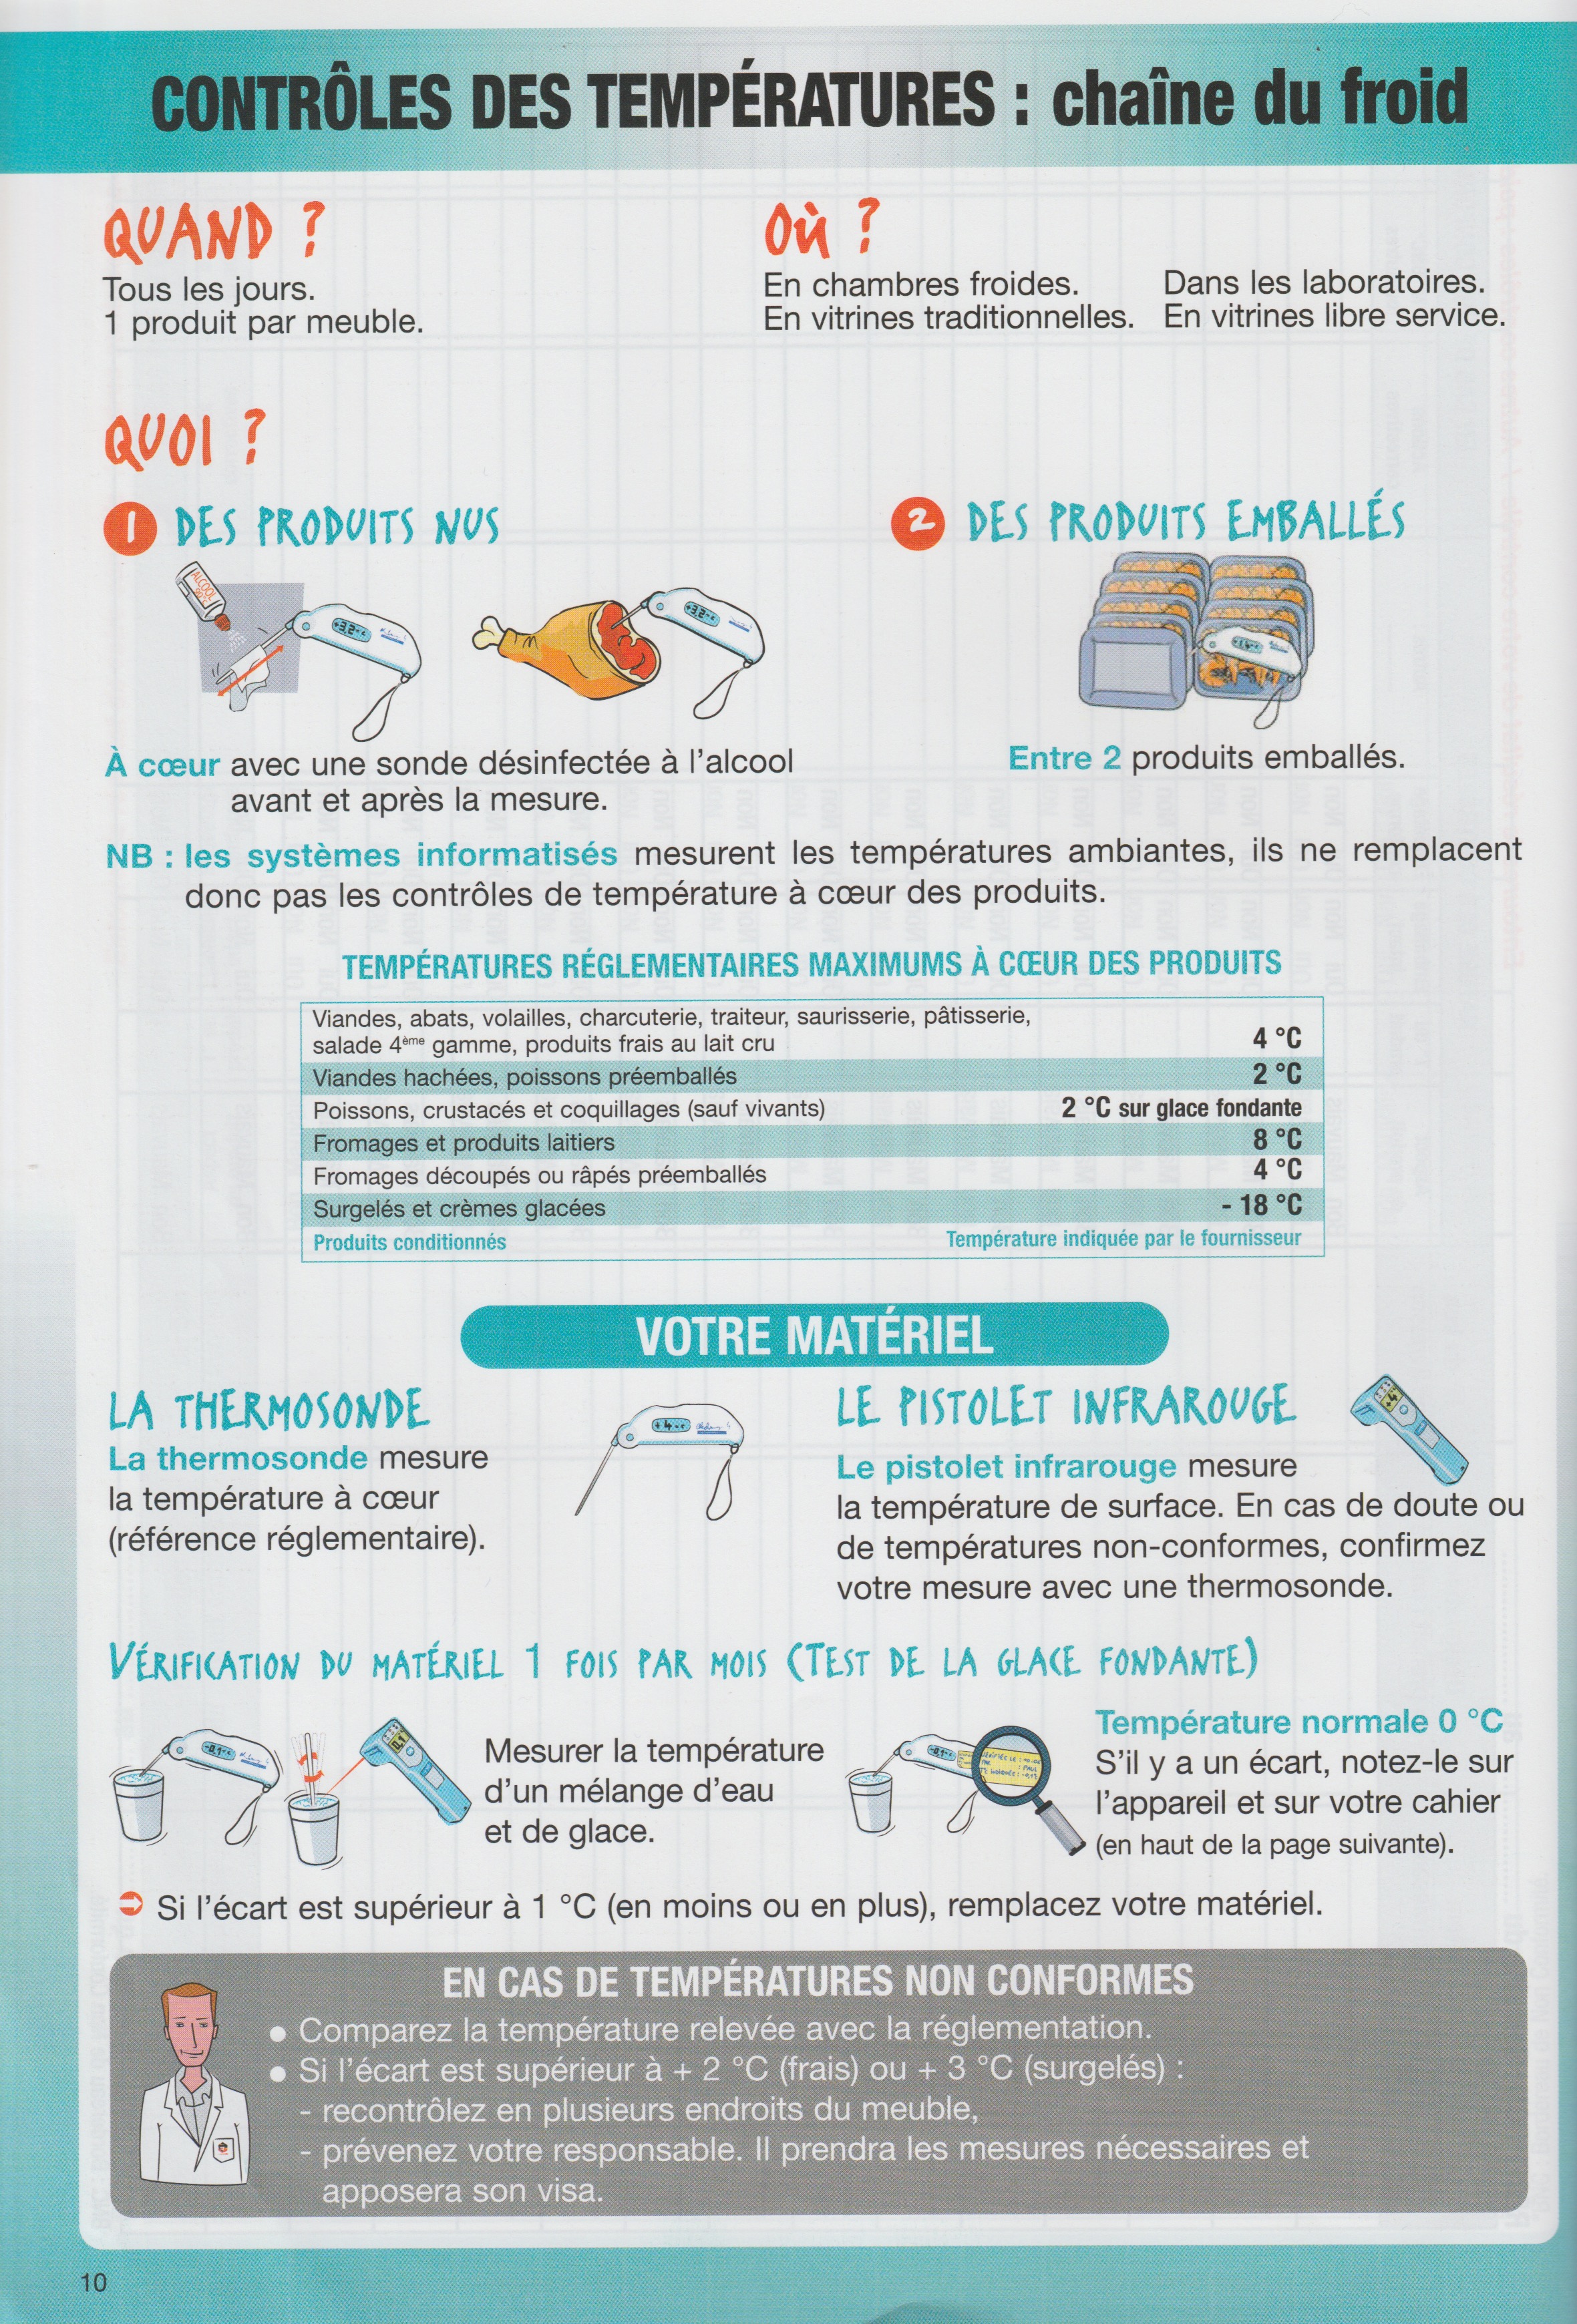 CONTRÔLES DES TEMPÉRATURES : chaîne du froid
QUAND ?
Tous les jours.
1 produit par meuble.
Où ?
En chambres froides.
En vitrines traditionnelles.
Dans les laboratoires.
En vitrines libre service.
QUOI ?
1 DES PRODUITS NUS
ALCOOL 90°
+3,2°C
+3,2°C
À cœur avec une sonde désinfectée à l'alcool
avant et après la mesure.
2 DES PRODUITS EMBALLÉS
Entre 2 produits emballés.
NB : les systèmes informatisés mesurent les températures ambiantes, ils ne remplacent
donc pas les contrôles de température à cœur des produits.
TEMPÉRATURES RÉGLEMENTAIRES MAXIMUMS À CŒUR DES PRODUITS
Viandes, abats, volailles, charcuterie, traiteur, saurisserie, pâtisserie,
salade 4ème gamme, produits frais au lait cru 4 °C
Viandes hachées, poissons préemballés 2 °C
Poissons, crustacés et coquillages (sauf vivants) 2 °C sur glace fondante
Fromages et produits laitiers 8 °C
Fromages découpés ou râpés préemballés 4 °C
Surgelés et crèmes glacées - 18 °C
Produits conditionnés Température indiquée par le fournisseur
VOTRE MATÉRIEL
LA THERMOSONDE
La thermosonde mesure
la température à cœur
(référence réglementaire).
+4°C
LE PISTOLET INFRAROUGE
+4°
Le pistolet infrarouge mesure
la température de surface. En cas de doute ou
de températures non-conformes, confirmez
votre mesure avec une thermosonde.
VÉRIFICATION DU MATÉRIEL 1 FOIS PAR MOIS (TEST DE LA GLACE FONDANTE)
-0,1°C
0,1
Mesurer la température
d'un mélange d'eau
et de glace.
-0,1°C
Température normale 0 °C
S'il y a un écart, notez-le sur
l'appareil et sur votre cahier
(en haut de la page suivante).
Si l'écart est supérieur à 1 °C (en moins ou en plus), remplacez votre matériel.
EN CAS DE TEMPÉRATURES NON CONFORMES
● Comparez la température relevée avec la réglementation.
● Si l'écart est supérieur à + 2 °C (frais) ou + 3 °C (surgelés) :
- recontrôlez en plusieurs endroits du meuble,
- prévenez votre responsable. Il prendra les mesures nécessaires et
apposera son visa.
10